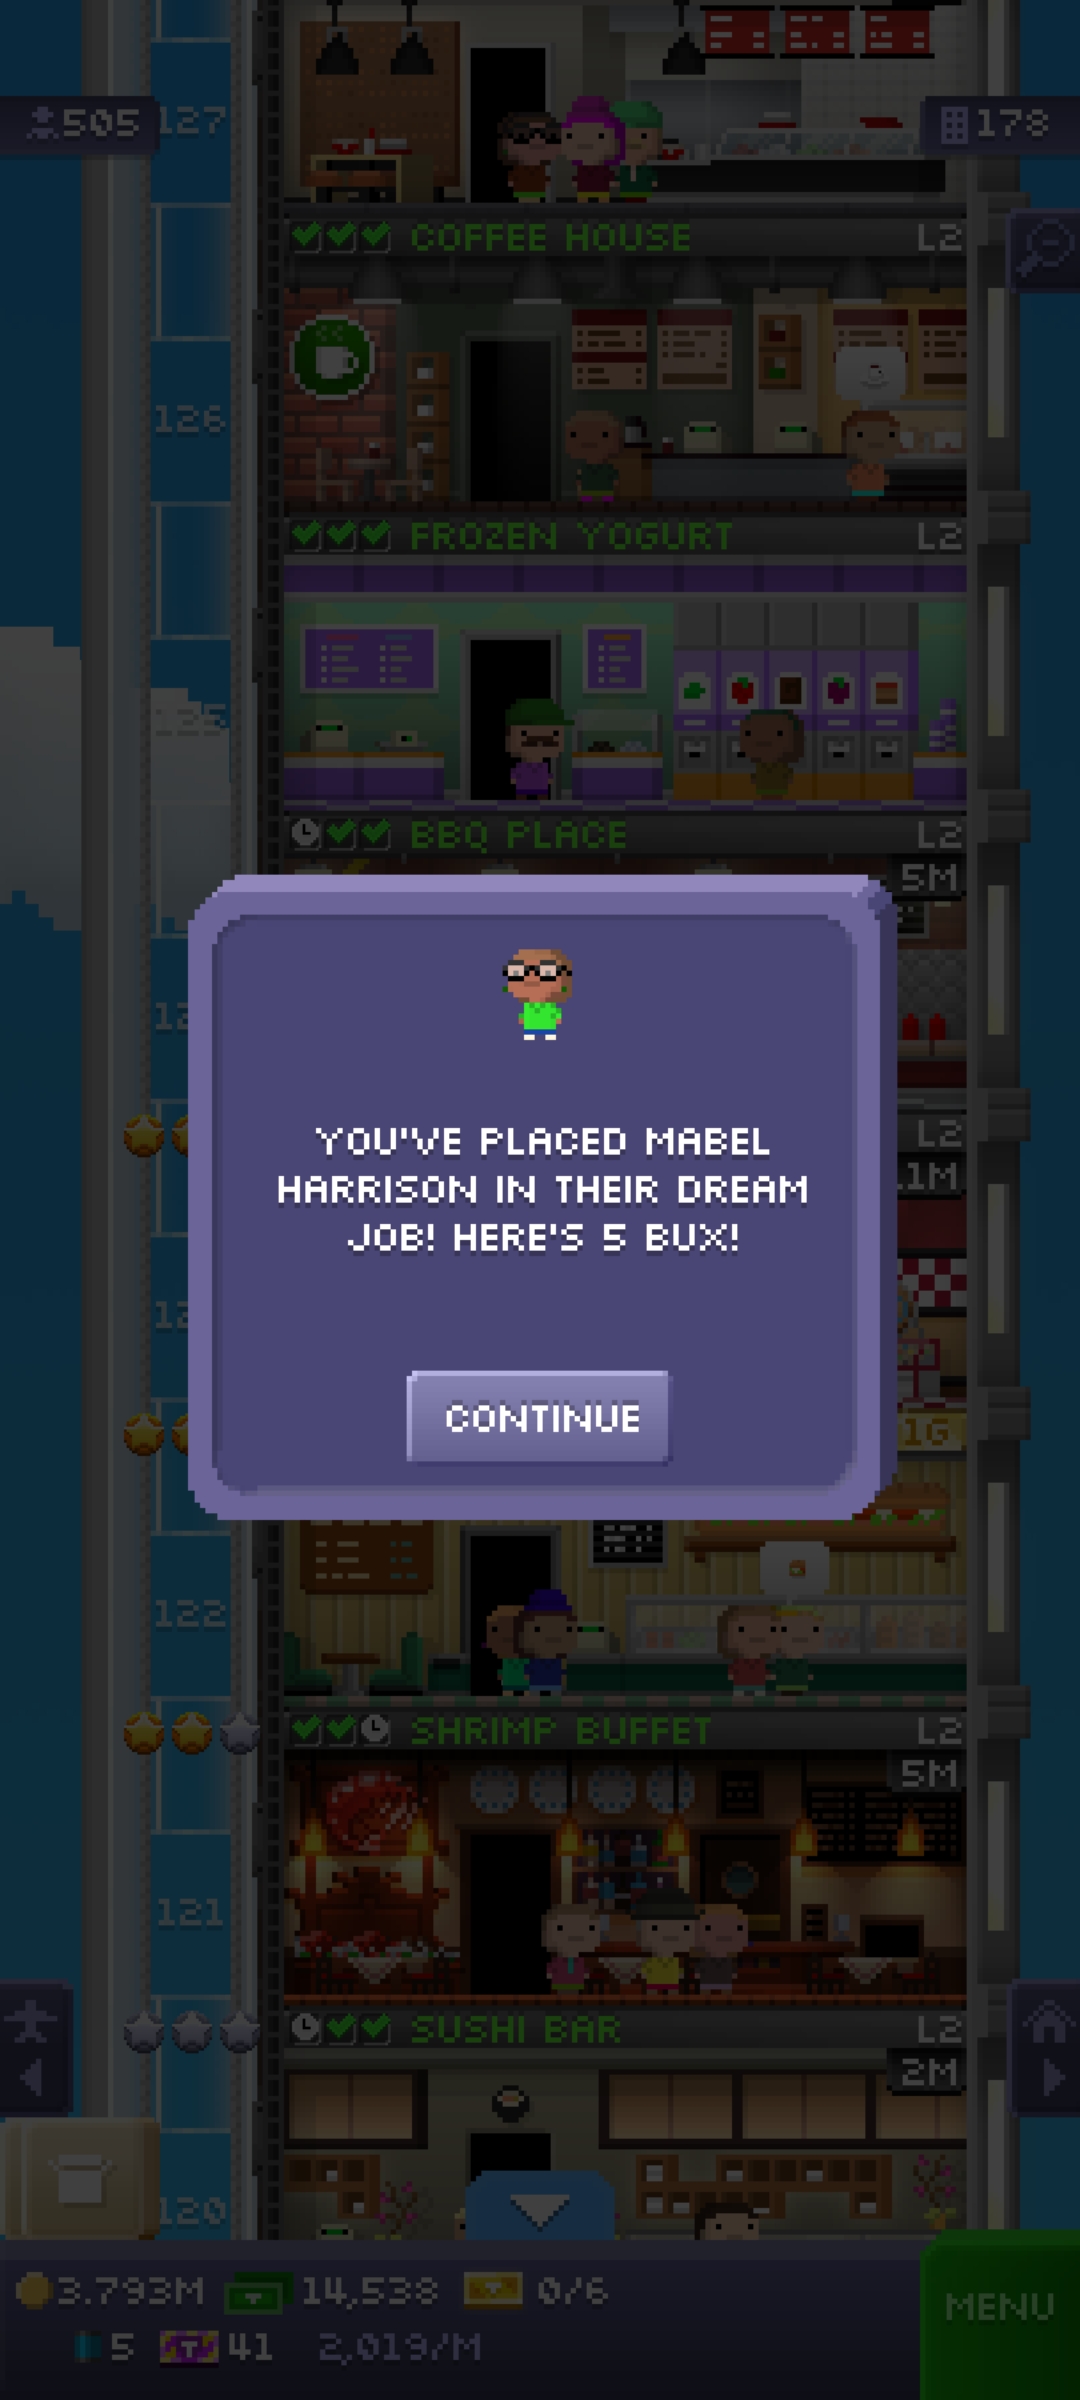 505
127
178
COFFEE HOUSE L2
126
FROZEN YOGURT L2
125
BBQ PLACE L2
5M
L2
YOU'VE PLACED MABEL
HARRISON IN THEIR DREAM
JOB! HERE'S 5 BUX!
CONTINUE
1G
122
SHRIMP BUFFET L2
5M
121
SUSHI BAR L2
2M
120
3.793M 14,538 0/6
MENU
5 41 2,019/M